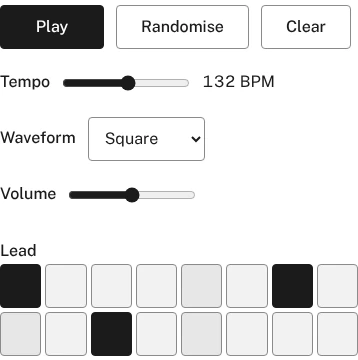 Play Randomise Clear
Tempo 132 BPM
Waveform Square
Volume
Lead